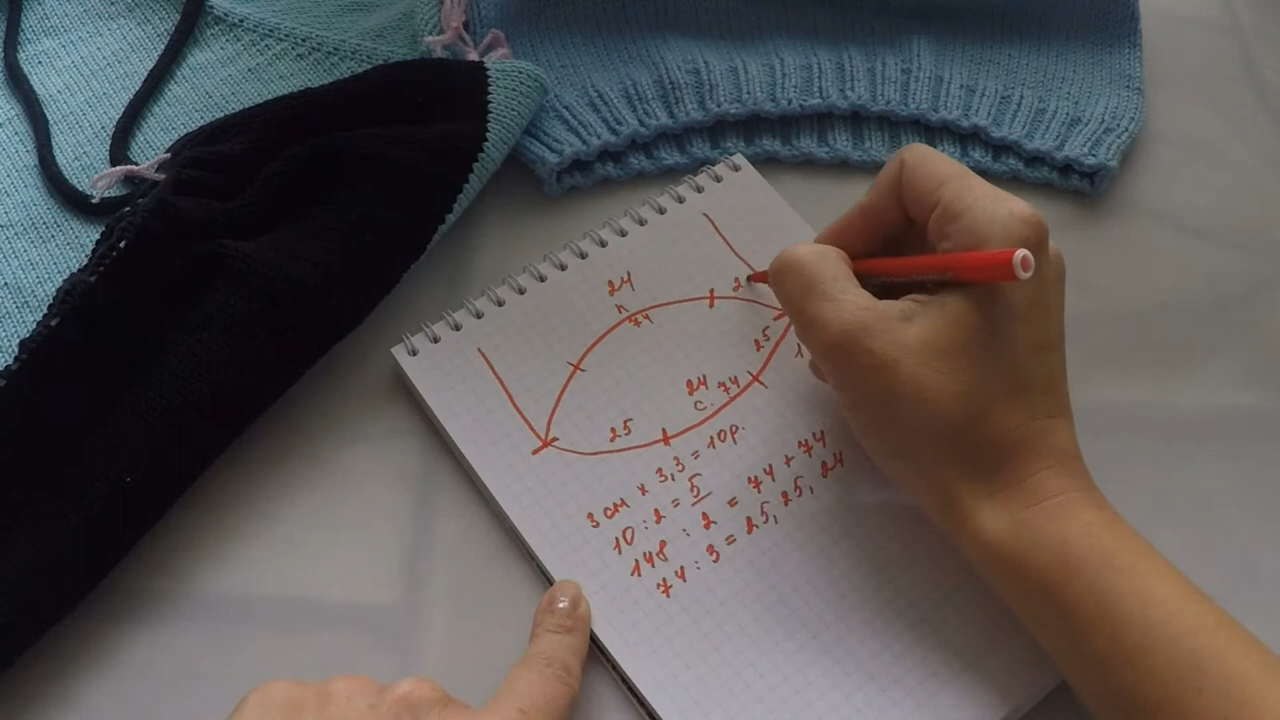 24
п
74
2
25
24
с. 74
25
3 см × 3,3 = 10р.
10 : 2 = 5
148 : 2 = 74 + 74
74 : 3 = 25, 25, 24